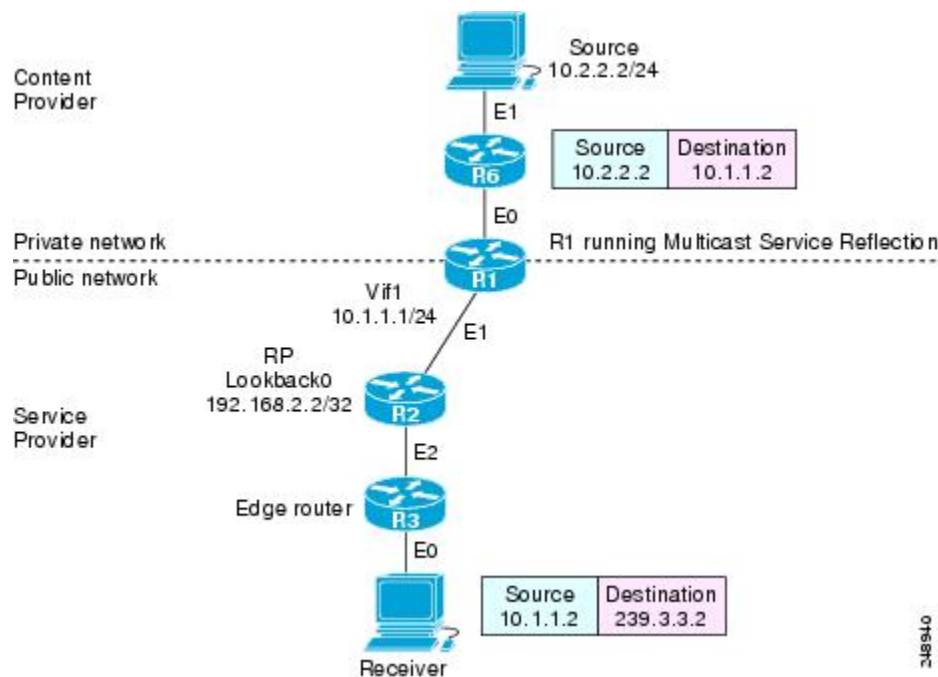 Source
10.2.2.2/24
Content
Provider
E1
Source
10.2.2.2
Destination
10.1.1.2
R6
E0
Private network
R1 running Multicast Service Reflection
Public network
R1
Vif1
10.1.1.1/24
E1
RP
Lookback0
192.168.2.2/32
R2
Service
Provider
E2
Edge router
R3
E0
Source
10.1.1.2
Destination
239.3.3.2
Receiver
248940